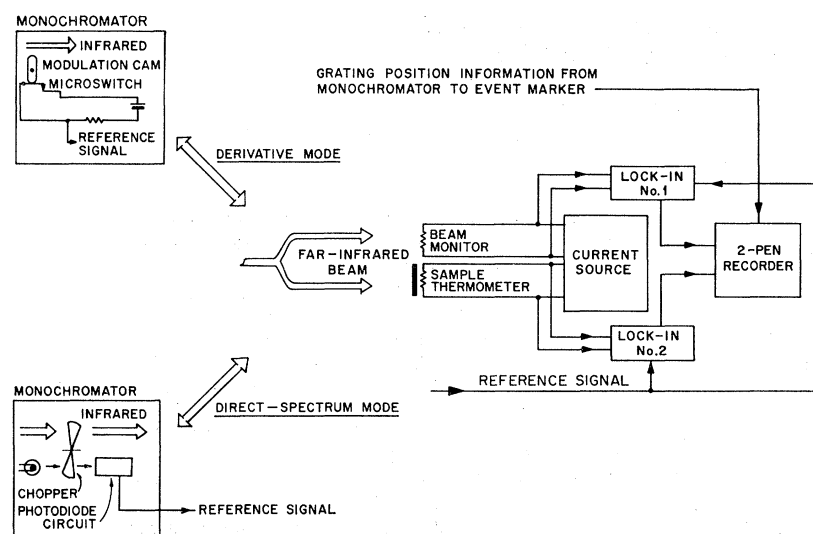 MONOCHROMATOR
INFRARED
MODULATION CAM
MICROSWITCH
REFERENCE
SIGNAL
DERIVATIVE MODE
GRATING POSITION INFORMATION FROM
MONOCHROMATOR TO EVENT MARKER
LOCK-IN
No.1
BEAM
MONITOR
CURRENT
SOURCE
2-PEN
RECORDER
FAR-INFRARED
BEAM
SAMPLE
THERMOMETER
LOCK-IN
No.2
REFERENCE SIGNAL
MONOCHROMATOR
INFRARED
DIRECT-SPECTRUM MODE
CHOPPER
PHOTODIODE
CIRCUIT
REFERENCE SIGNAL